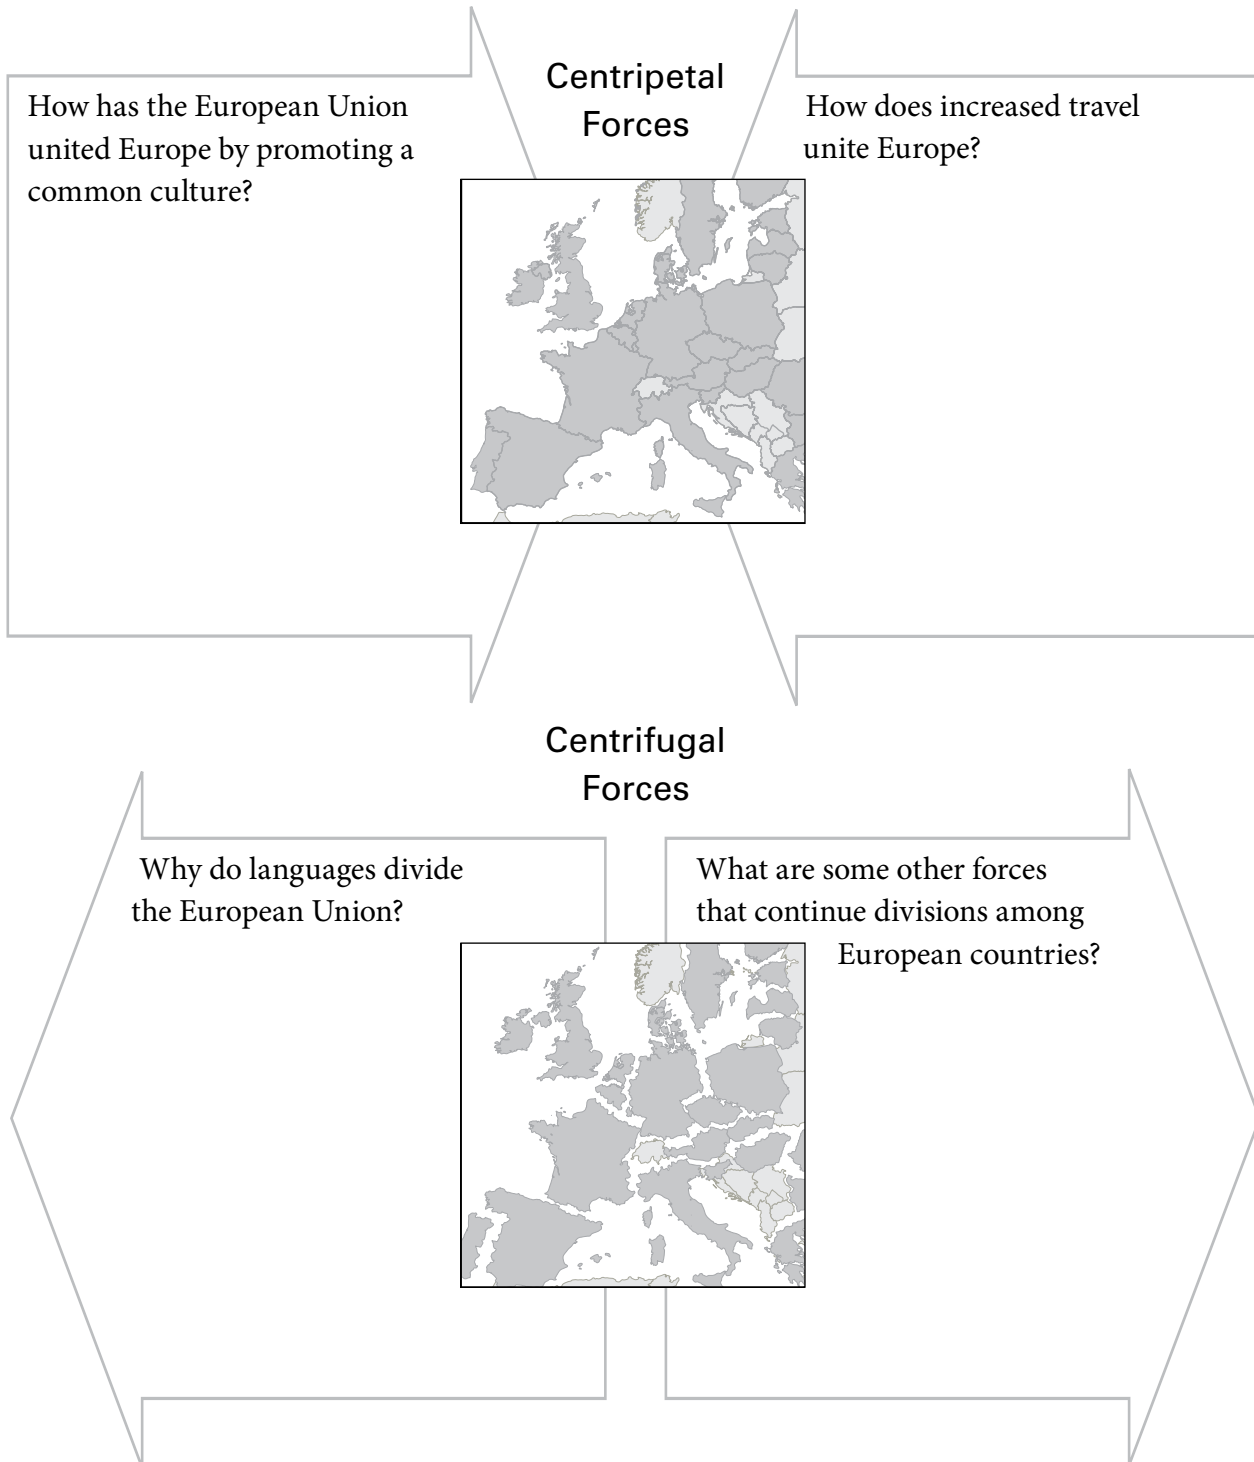 Centripetal
Forces
How has the European Union
united Europe by promoting a
common culture?
How does increased travel
unite Europe?
Centrifugal
Forces
Why do languages divide
the European Union?
What are some other forces
that continue divisions among
European countries?